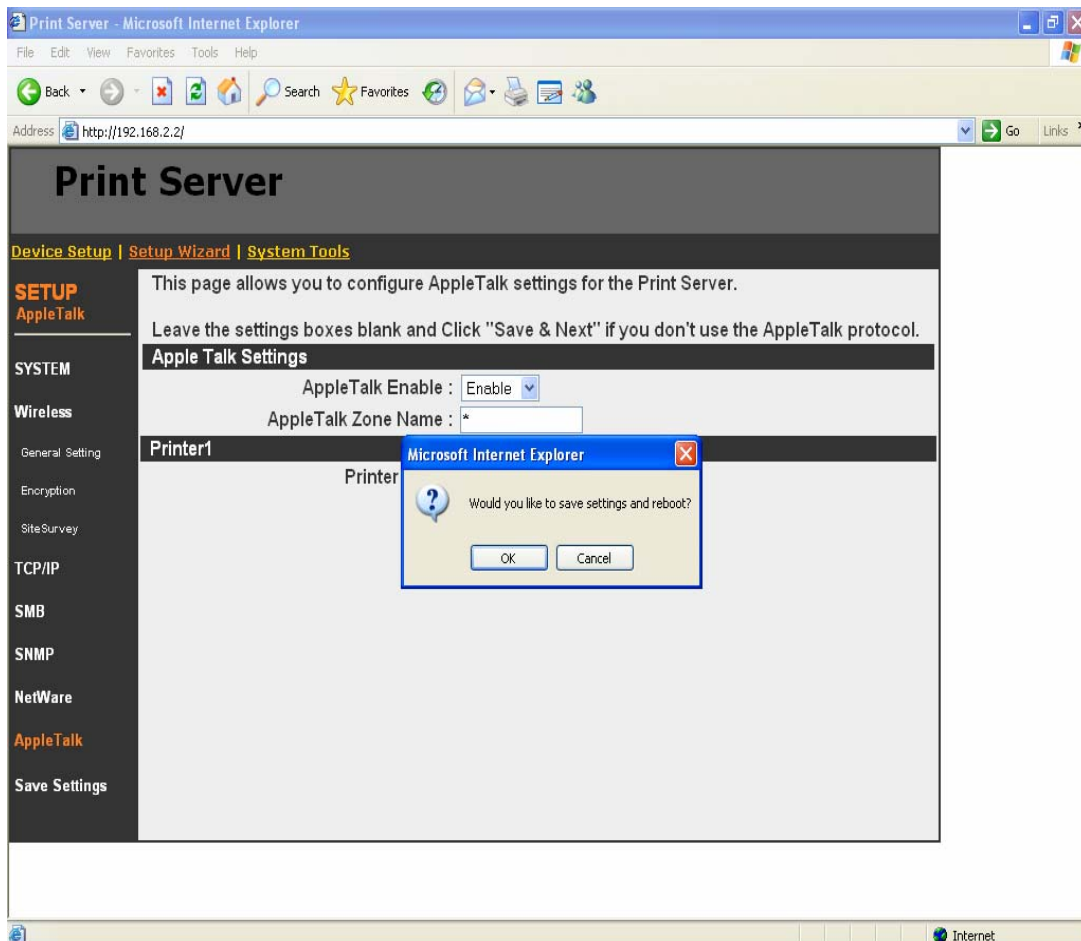 Print Server - Microsoft Internet Explorer
File Edit View Favorites Tools Help
Back Search Favorites
Address http://192.168.2.2/ Go Links
Print Server
Device Setup | Setup Wizard | System Tools
SETUP
AppleTalk
SYSTEM
Wireless
General Setting
Encryption
SiteSurvey
TCP/IP
SMB
SNMP
NetWare
AppleTalk
Save Settings
This page allows you to configure AppleTalk settings for the Print Server.
Leave the settings boxes blank and Click "Save & Next" if you don't use the AppleTalk protocol.
Apple Talk Settings
AppleTalk Enable : Enable
AppleTalk Zone Name : *
Printer1
Printer
Microsoft Internet Explorer
Would you like to save settings and reboot?
OK Cancel
Internet